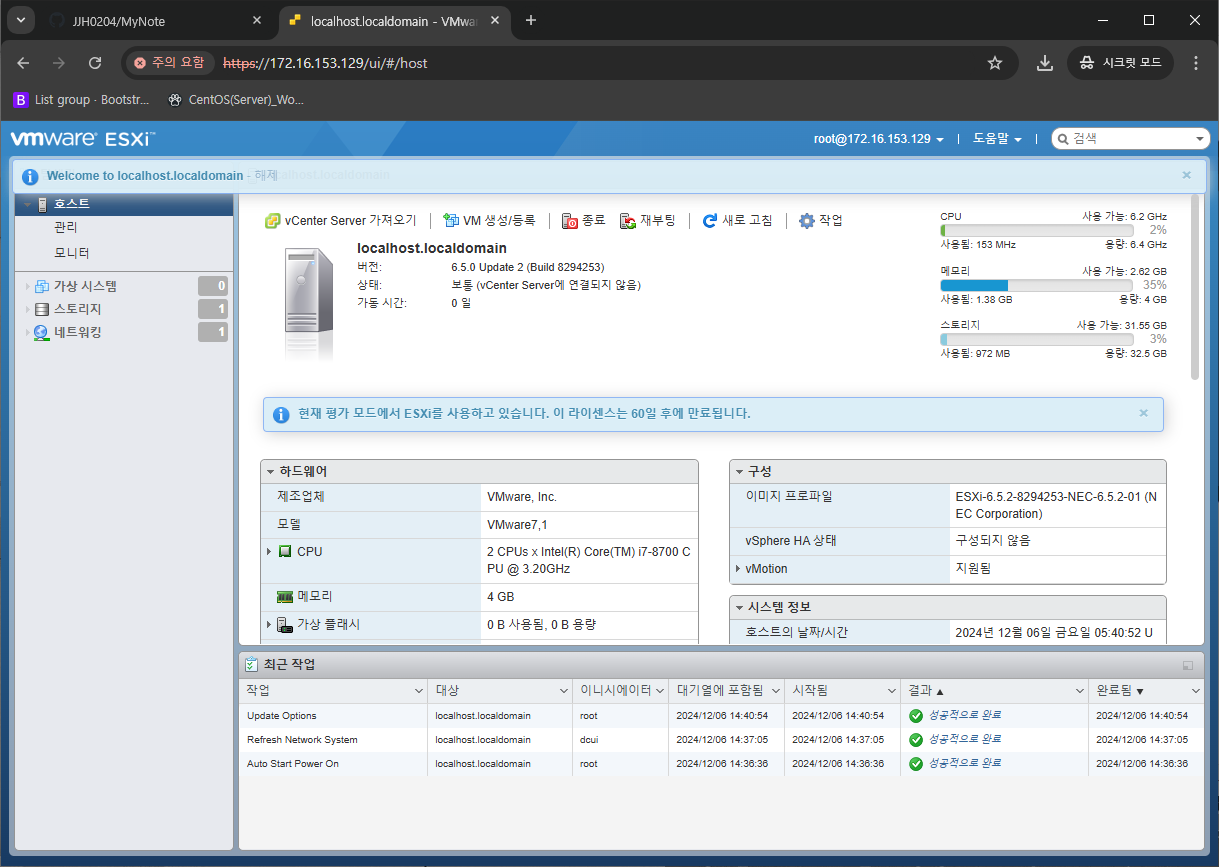 JJH0204/MyNote
localhost.localdomain - VMwa
주의 요함
https://172.16.153.129/ui/#/host
시크릿 모드
B List group · Bootstr...
CentOS(Server)_Wo...
vmware ESXi™
root@172.16.153.129
도움말
검색
Welcome to localhost.localdomain - 해제
호스트
관리
모니터
가상 시스템 0
스토리지 1
네트워킹 1
vCenter Server 가져오기
VM 생성/등록
종료
재부팅
새로 고침
작업
localhost.localdomain
버전: 6.5.0 Update 2 (Build 8294253)
상태: 보통 (vCenter Server에 연결되지 않음)
가동 시간: 0 일
CPU 사용 가능: 6.2 GHz
2%
사용됨: 153 MHz 용량: 6.4 GHz
메모리 사용 가능: 2.62 GB
35%
사용됨: 1.38 GB 용량: 4 GB
스토리지 사용 가능: 31.55 GB
3%
사용됨: 972 MB 용량: 32.5 GB
현재 평가 모드에서 ESXi를 사용하고 있습니다. 이 라이센스는 60일 후에 만료됩니다.
하드웨어
제조업체 VMware, Inc.
모델 VMware7,1
CPU 2 CPUs x Intel(R) Core(TM) i7-8700 C
PU @ 3.20GHz
메모리 4 GB
가상 플래시 0 B 사용됨, 0 B 용량
구성
이미지 프로파일 ESXi-6.5.2-8294253-NEC-6.5.2-01 (N
EC Corporation)
vSphere HA 상태 구성되지 않음
vMotion 지원됨
시스템 정보
호스트의 날짜/시간 2024년 12월 06일 금요일 05:40:52 U
최근 작업
작업 대상 이니시에이터 대기열에 포함됨 시작됨 결과 ▲ 완료됨 ▼
Update Options localhost.localdomain root 2024/12/06 14:40:54 2024/12/06 14:40:54 성공적으로 완료 2024/12/06 14:40:54
Refresh Network System localhost.localdomain dcui 2024/12/06 14:37:05 2024/12/06 14:37:05 성공적으로 완료 2024/12/06 14:37:05
Auto Start Power On localhost.localdomain root 2024/12/06 14:36:36 2024/12/06 14:36:36 성공적으로 완료 2024/12/06 14:36:36